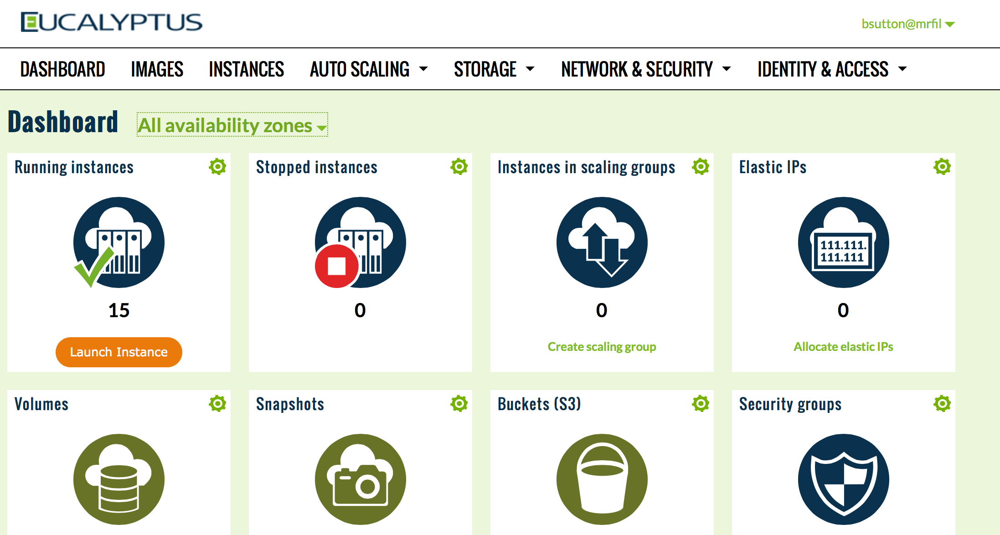 EUCALYPTUS
bsutton@mrfil
DASHBOARD IMAGES INSTANCES AUTO SCALING STORAGE NETWORK & SECURITY IDENTITY & ACCESS
Dashboard All availability zones
Running instances
15
Launch Instance
Stopped instances
0
Instances in scaling groups
0
Create scaling group
Elastic IPs
111.111.
111.111
0
Allocate elastic IPs
Volumes
Snapshots
Buckets (S3)
Security groups